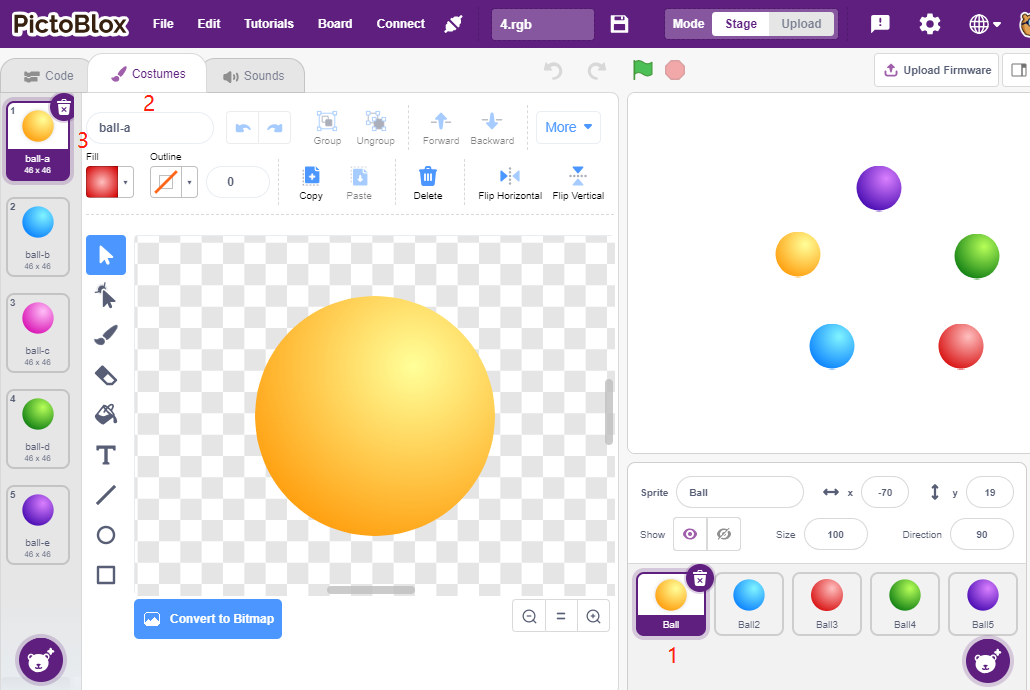 PictoBlox File Edit Tutorials Board Connect 4.rgb Mode Stage Upload
Code Costumes Sounds Upload Firmware
2
3
1
ball-a
46 x 46
2
ball-b
46 x 46
3
ball-c
46 x 46
4
ball-d
46 x 46
5
ball-e
46 x 46
ball-a Group Ungroup Forward Backward More
Fill Outline
0 Copy Paste Delete Flip Horizontal Flip Vertical
T
Convert to Bitmap
Sprite Ball x -70 y 19
Show Size 100 Direction 90
Ball Ball2 Ball3 Ball4 Ball5
1